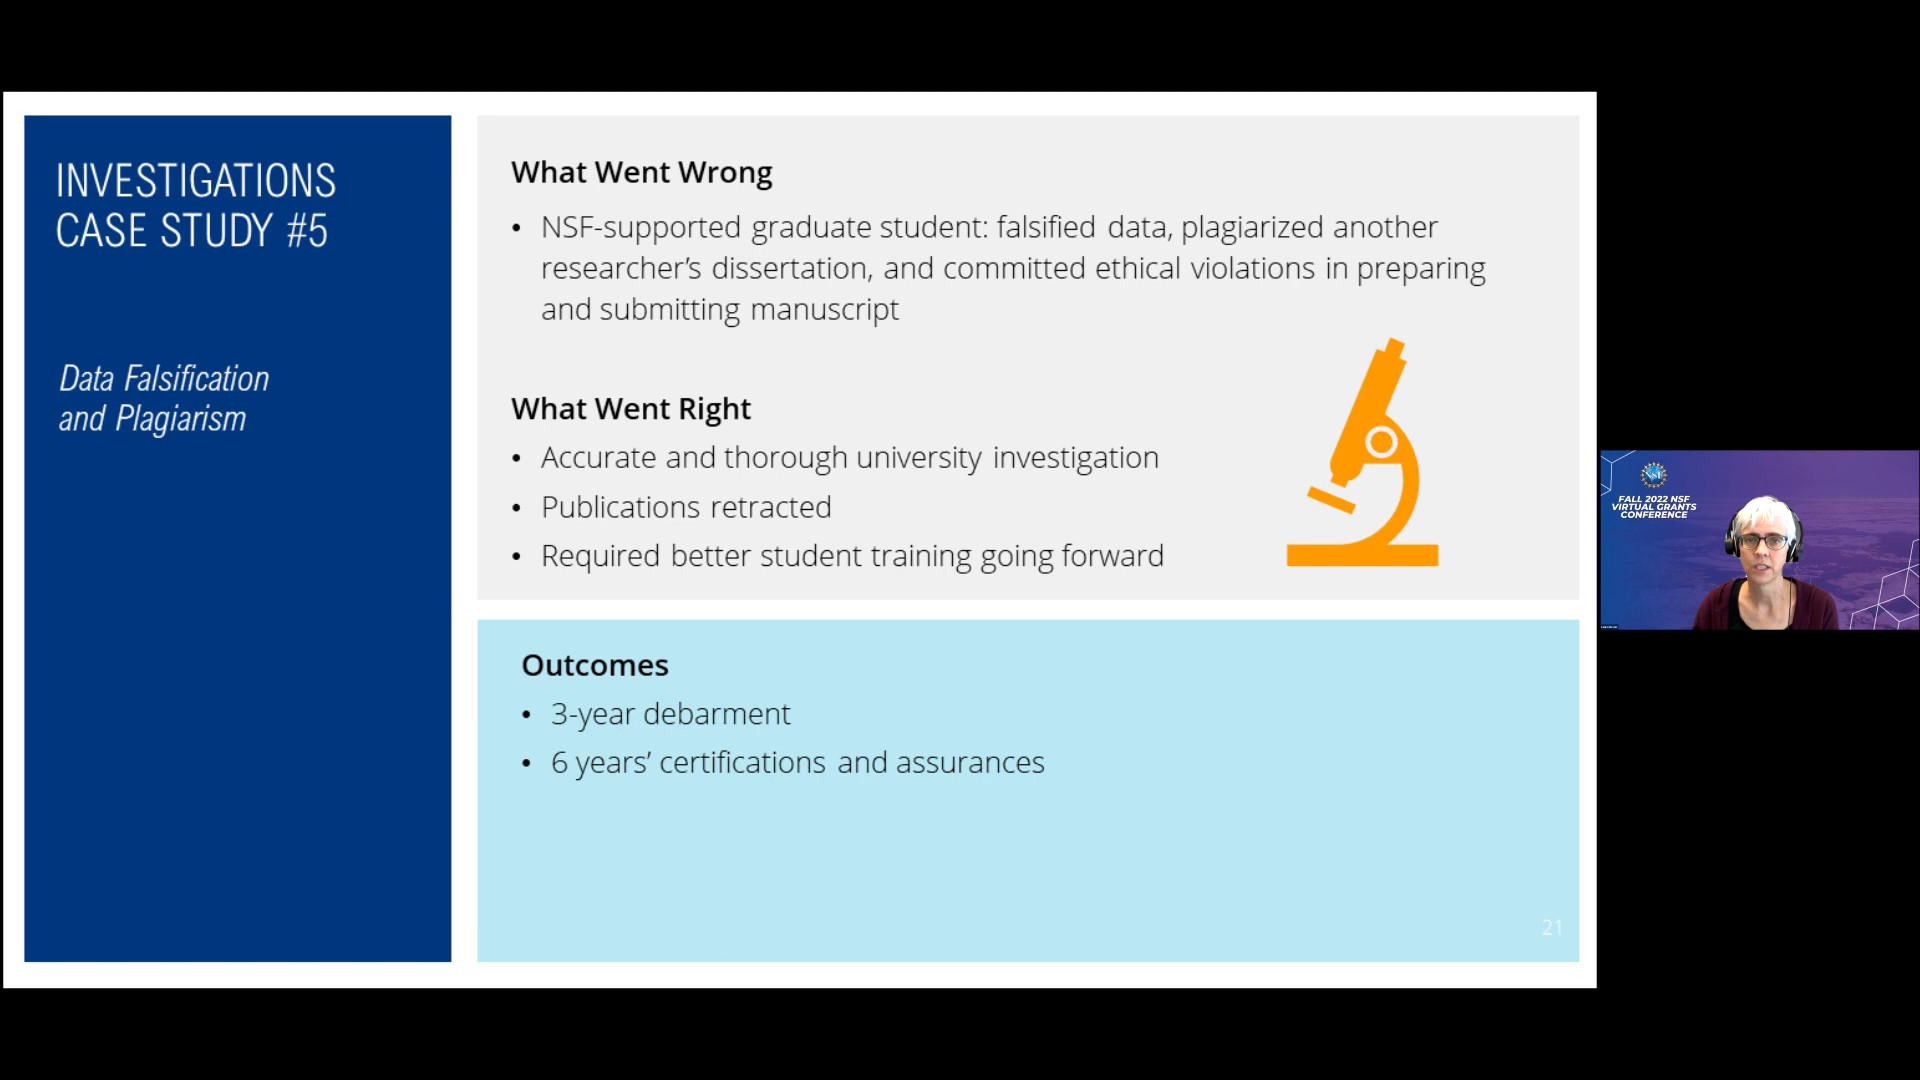 INVESTIGATIONS
CASE STUDY #5
Data Falsification
and Plagiarism
What Went Wrong
• NSF-supported graduate student: falsified data, plagiarized another
researcher’s dissertation, and committed ethical violations in preparing
and submitting manuscript
What Went Right
• Accurate and thorough university investigation
• Publications retracted
• Required better student training going forward
Outcomes
• 3-year debarment
• 6 years’ certifications and assurances
21
NSF
FALL 2022 NSF
VIRTUAL GRANTS
CONFERENCE